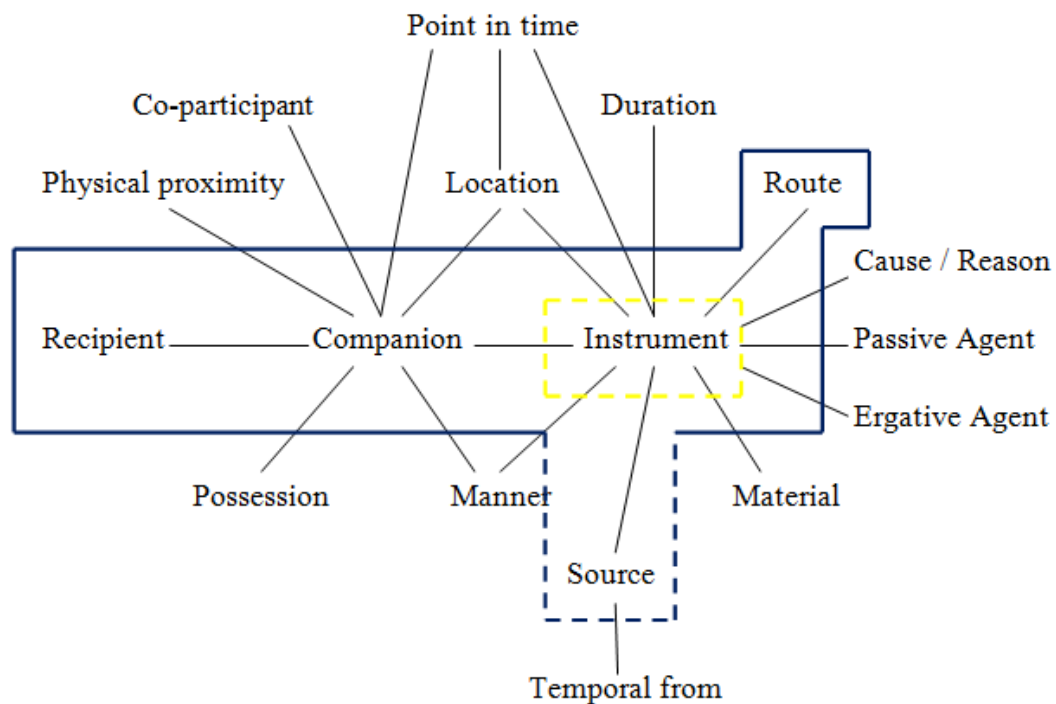 Point in time
Co-participant
Duration
Physical proximity
Location
Route
Cause / Reason
Recipient
Companion
Instrument
Passive Agent
Ergative Agent
Possession
Manner
Material
Source
Temporal from